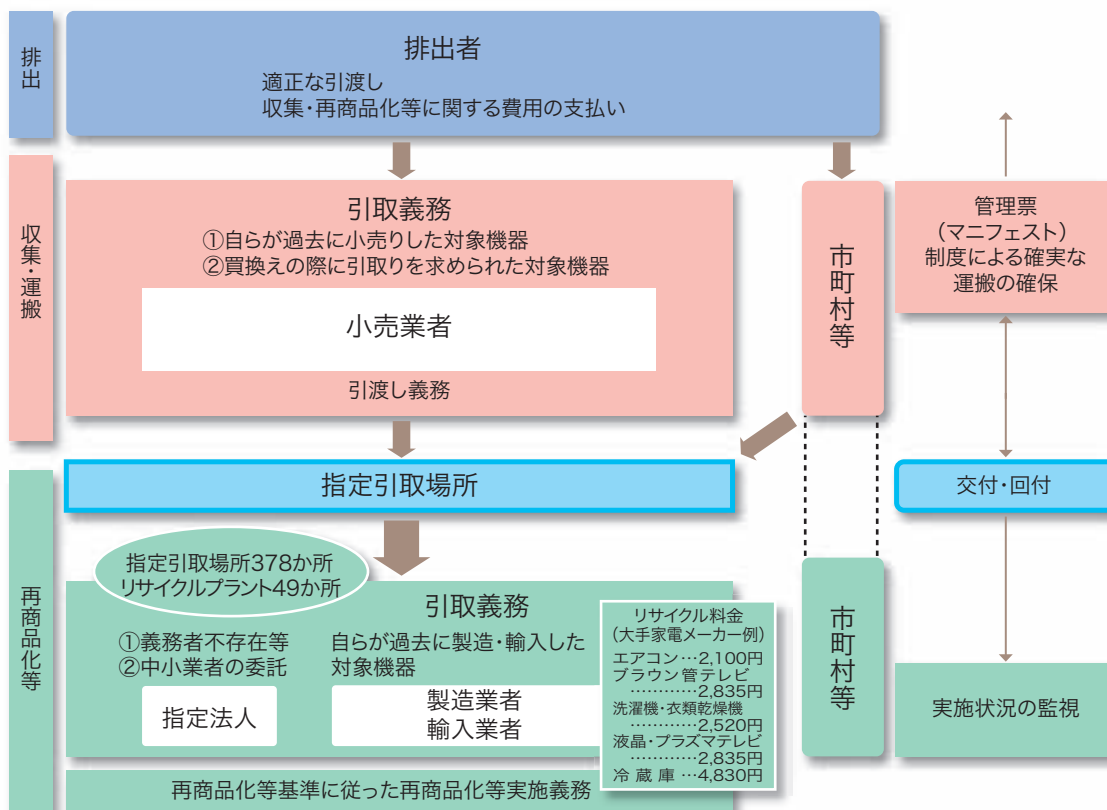 排出
排出者
適正な引渡し
収集・再商品化等に関する費用の支払い
収集・運搬
引取義務
①自らが過去に小売りした対象機器
②買換えの際に引取りを求められた対象機器
小売業者
引渡し義務
市町村等
管理票
（マニフェスト）
制度による確実な
運搬の確保
指定引取場所
交付・回付
再商品化等
指定引取場所378か所
リサイクルプラント49か所
引取義務
①義務者不存在等
②中小業者の委託
指定法人
自らが過去に製造・輸入した
対象機器
製造業者
輸入業者
リサイクル料金
（大手家電メーカー例）
エアコン…2,100円
ブラウン管テレビ
…………2,835円
洗濯機・衣類乾燥機
…………2,520円
液晶・プラズマテレビ
…………2,835円
冷蔵庫…4,830円
市町村等
実施状況の監視
再商品化等基準に従った再商品化等実施義務